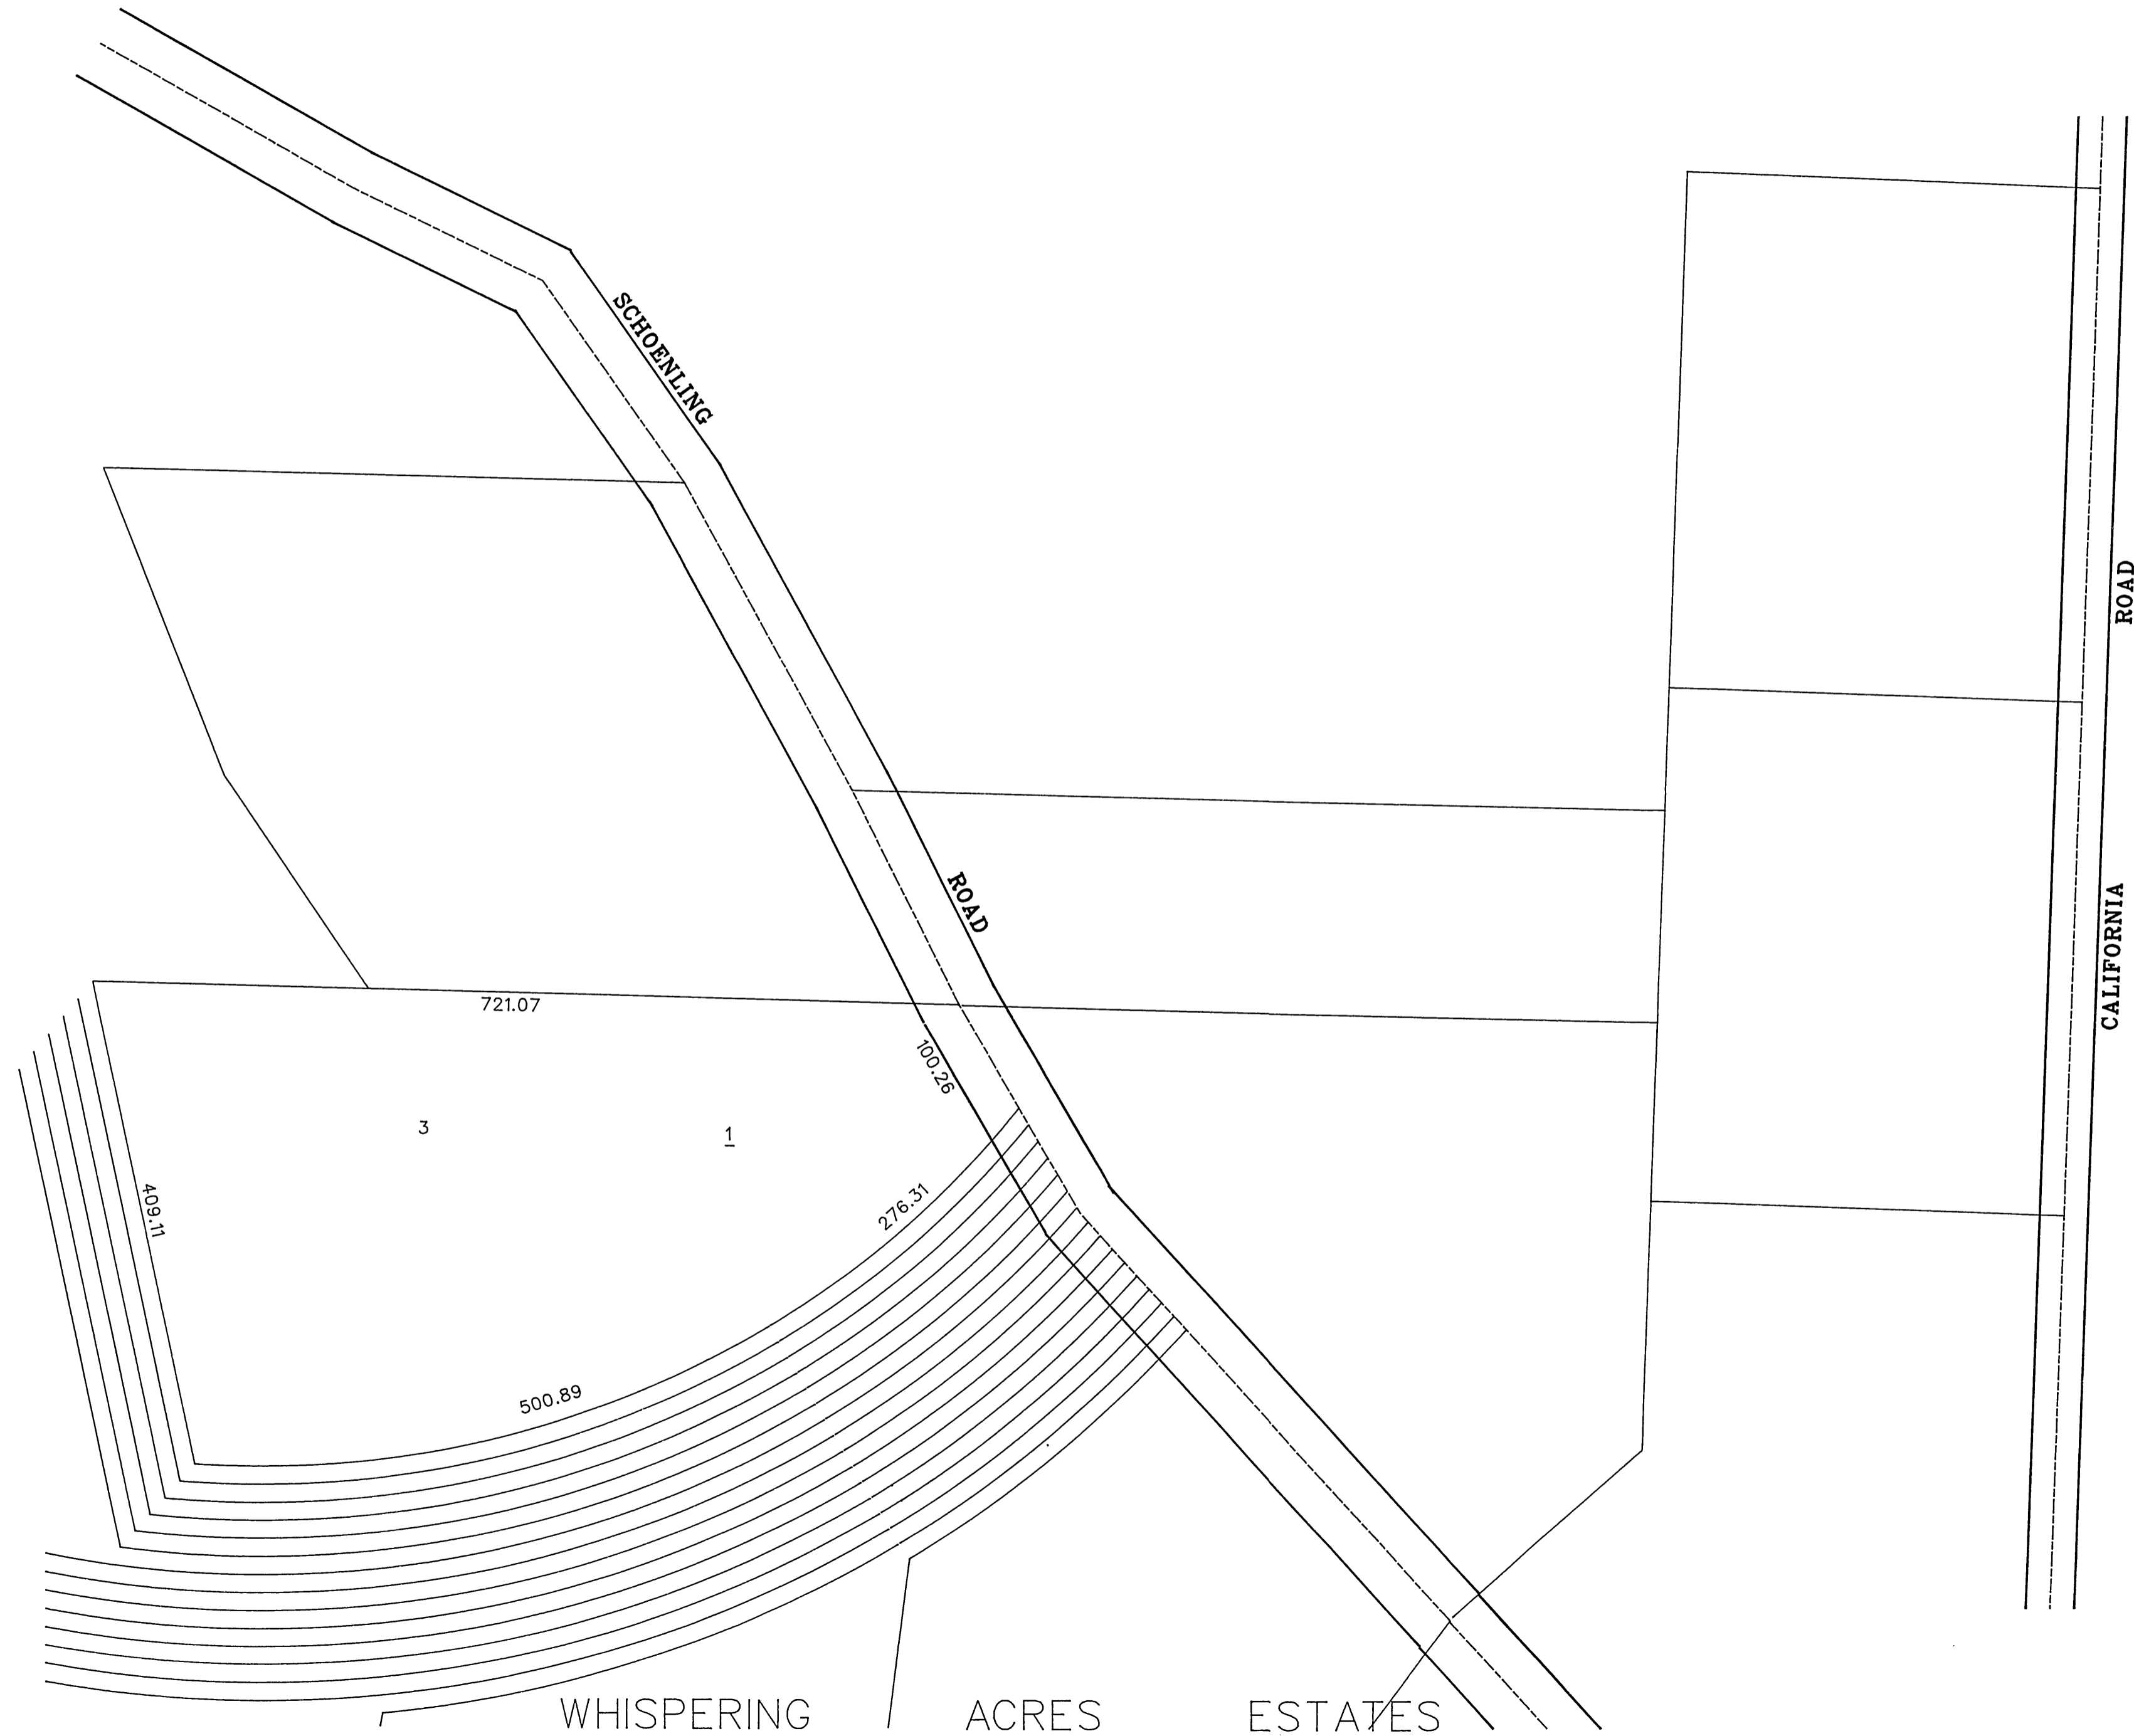 SCHOENLING
ROAD
ROAD
CALIFORNIA
721.07
100.26
3
1
409.11
276.31
500.89
WHISPERING ACRES ESTATES